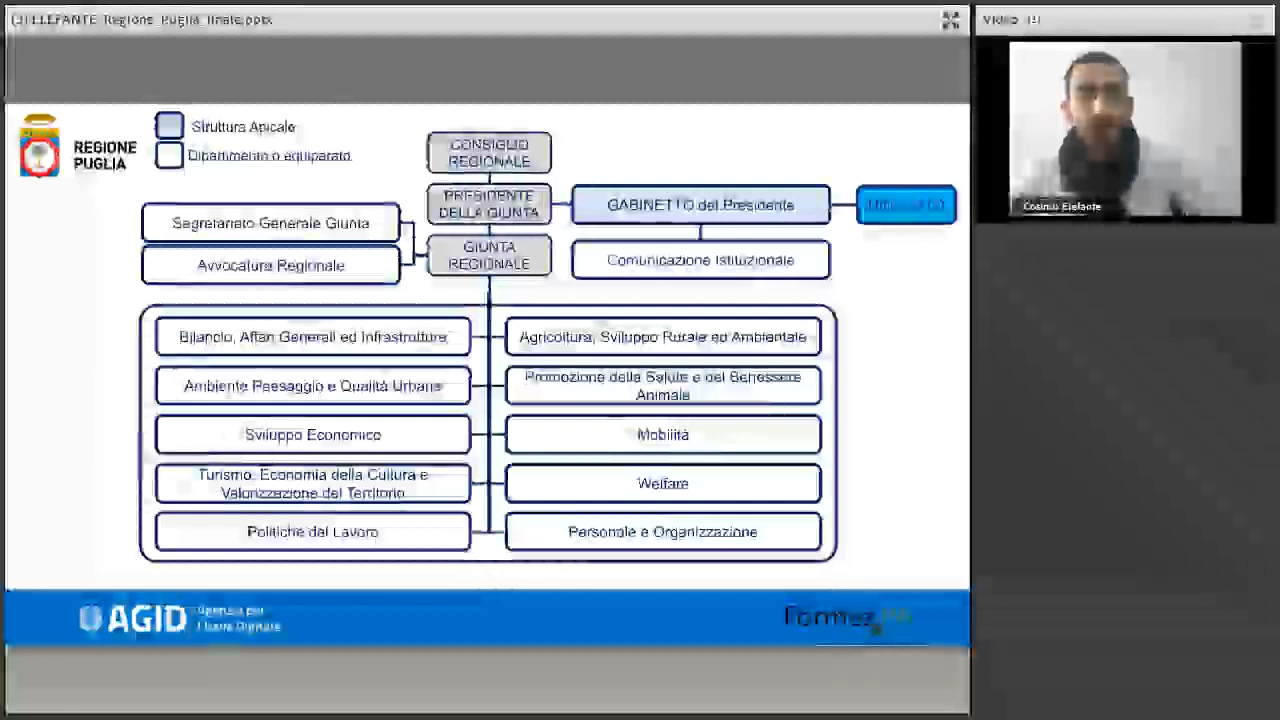 ELEFANTE_Regione_Puglia_finale.pptx
REGIONE
PUGLIA
Struttura Apicale
Dipartimento o equiparato
CONSIGLIO
REGIONALE
PRESIDENTE
DELLA GIUNTA
GABINETTO del Presidente
Segretariato Generale Giunta
Avvocatura Regionale
GIUNTA
REGIONALE
Comunicazione Istituzionale
Bilancio, Affari Generali ed Infrastrutture
Agricoltura, Sviluppo Rurale ed Ambientale
Ambiente Paesaggio e Qualità Urbana
Promozione della Salute e del Benessere
Animale
Sviluppo Economico
Mobilità
Turismo, Economia della Cultura e
Valorizzazione del Territorio
Welfare
Politiche del Lavoro
Personale e Organizzazione
AGID
Agenzia per
l'Italia Digitale
Formez PA
Cosimo Elefante